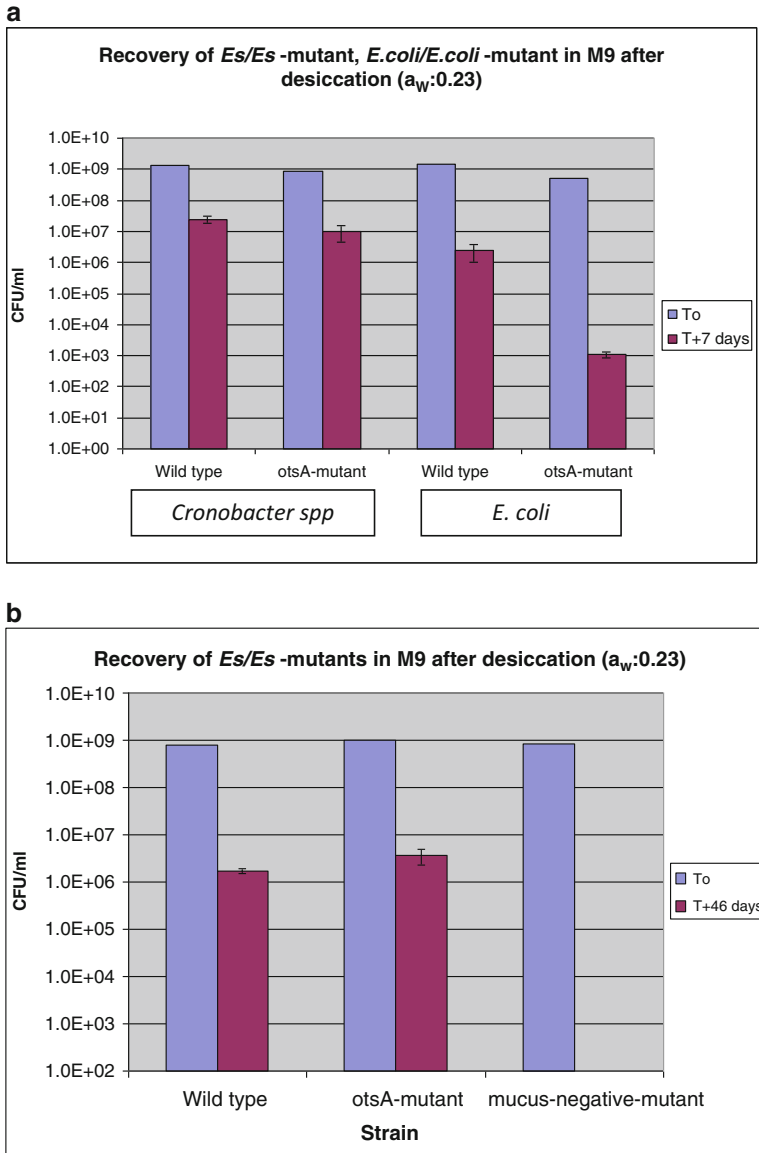 a
Recovery of Es/Es -mutant, E.coli/E.coli -mutant in M9 after
desiccation (aW:0.23)
1.0E+10
1.0E+09
1.0E+08
1.0E+07
1.0E+06
1.0E+05
1.0E+04
1.0E+03
1.0E+02
1.0E+01
1.0E+00
CFU/ml
To
T+7 days
Wild type otsA-mutant Wild type otsA-mutant
Cronobacter spp E. coli
b
Recovery of Es/Es -mutants in M9 after desiccation (aw:0.23)
1.0E+10
1.0E+09
1.0E+08
1.0E+07
1.0E+06
1.0E+05
1.0E+04
1.0E+03
1.0E+02
CFU/ml
To
T+46 days
Wild type otsA-mutant mucus-negative-mutant
Strain